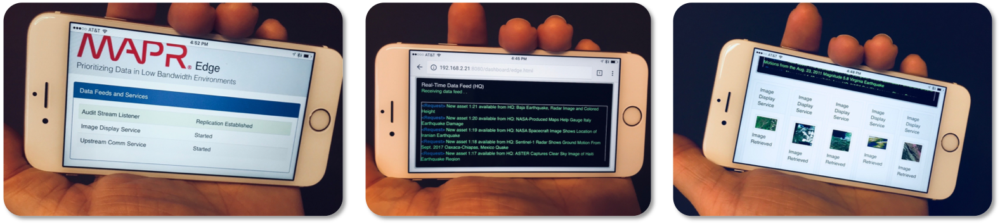 AT&T
4:52 PM
MAPR® Edge
Prioritizing Data in Low Bandwidth Environments
Data Feeds and Services
Audit Stream Listener Replication Established
Image Display Service Started
Upstream Comm Service Started
AT&T
4:45 PM
192.168.2.21:8080/dashboard/edge.html
1
Real-Time Data Feed (HQ)
Receiving data feed . .
<Request> New asset 1:21 available from HQ: Baja Earthquake, Radar Image and Colored
Height
<Request> New asset 1:20 available from HQ: NASA-Produced Maps Help Gauge Italy
Earthquake Damage
<Request> New asset 1:19 available from HQ: NASA Spacecraft Image Shows Location of
Iranian Earthquake
<Request> New asset 1:18 available from HQ: Sentinel-1 Radar Shows Ground Motion From
Sept. 2017 Oaxaca-Chiapas, Mexico Quake
<Request> New asset 1:17 available from HQ: ASTER Captures Clear Sky Image of Haiti
Earthquake Region
AT&T
4:46 PM
Motions from the Aug. 23, 2011 Magnitude 5.8 Virginia Earthquake
Image
Display
Service
Image
Retrieved
Image
Display
Service
Image
Retrieved
Image
Display
Service
Image
Retrieved
Image
Display
Service
Image
Retrieved
Image
Display
Service
Image
Retrieved